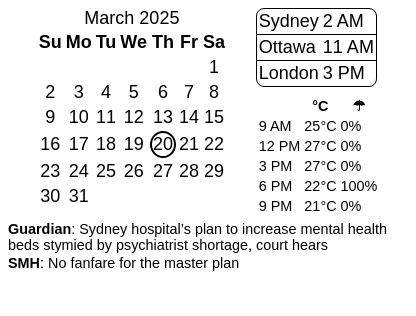 March 2025
Su Mo Tu We Th Fr Sa
1
2 3 4 5 6 7 8
9 10 11 12 13 14 15
16 17 18 19 20 21 22
23 24 25 26 27 28 29
30 31
Sydney 2 AM
Ottawa 11 AM
London 3 PM
°C ☂
9 AM 25°C 0%
12 PM 27°C 0%
3 PM 27°C 0%
6 PM 22°C 100%
9 PM 21°C 0%
Guardian: Sydney hospital's plan to increase mental health
beds stymied by psychiatrist shortage, court hears
SMH: No fanfare for the master plan